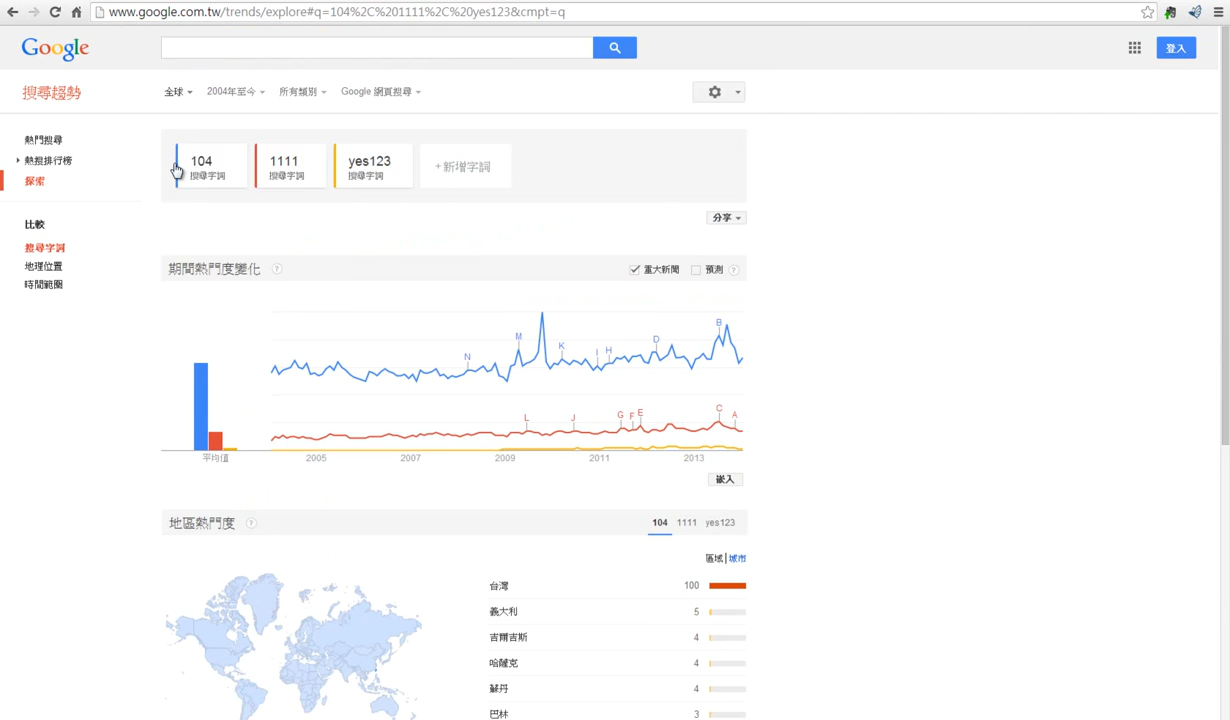 www.google.com.tw/trends/explore#q=104%2C%201111%2C%20yes123&cmpt=q
Google
登入
搜尋趨勢
全球 2004年至今 所有類別 Google 網頁搜尋
熱門搜尋
熱搜排行榜
探索
比較
搜尋字詞
地理位置
時間範圍
104 1111 yes123 +新增字詞
搜尋字詞 搜尋字詞 搜尋字詞
分享
期間熱門度變化 ? 重大新聞 預測 ?
N M K I H D B
L J G F E C A
平均值 2005 2007 2009 2011 2013
嵌入
地區熱門度 ? 104 1111 yes123
區域 | 城市
台灣 100
義大利 5
吉爾吉斯 4
哈薩克 4
蘇丹 4
巴林 3